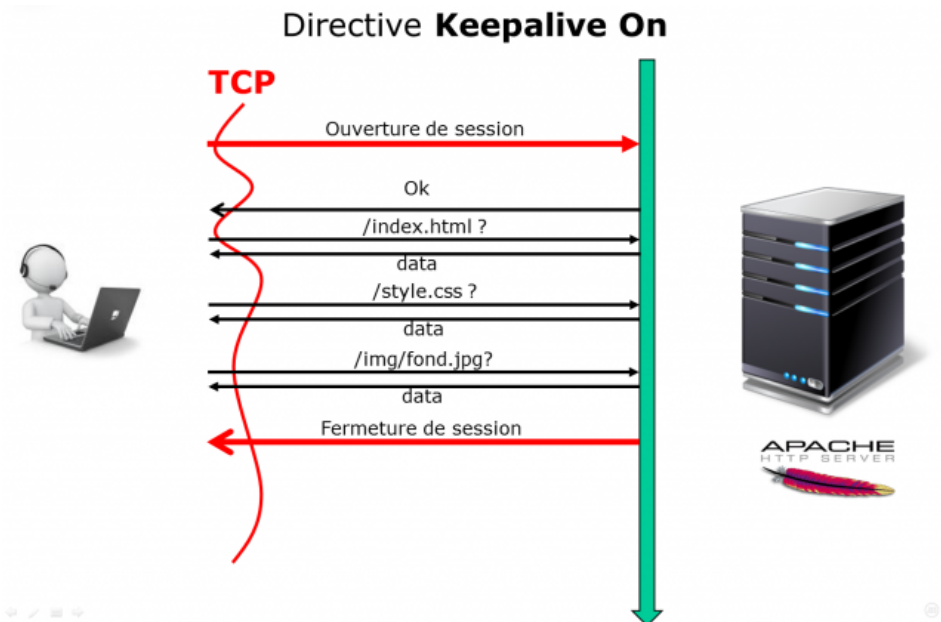 Directive Keepalive On
TCP
Ouverture de session
Ok
/index.html ?
data
/style.css ?
data
/img/fond.jpg?
data
Fermeture de session
APACHE
HTTP SERVER